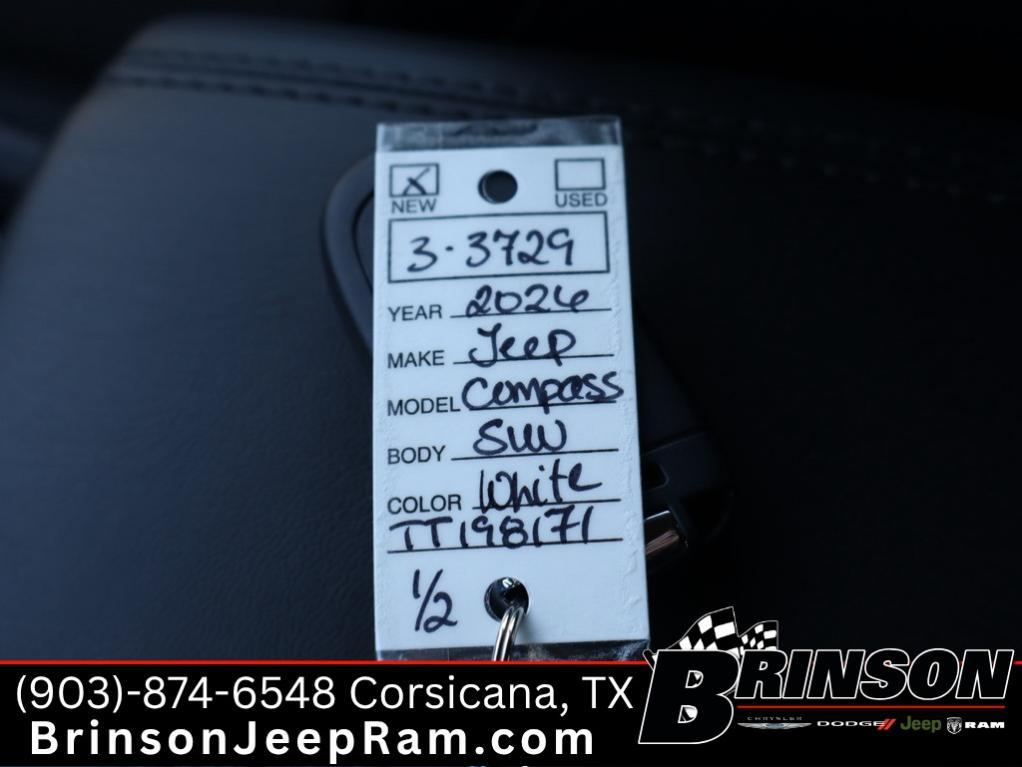 X
NEW USED
3-3729
YEAR 2026
MAKE Jeep
MODEL Compass
BODY SUV
COLOR White
TT198171
1/2
(903)-874-6548 Corsicana, TX
BrinsonJeepRam.com
BRINSON
CHRYSLER DODGE// Jeep RAM